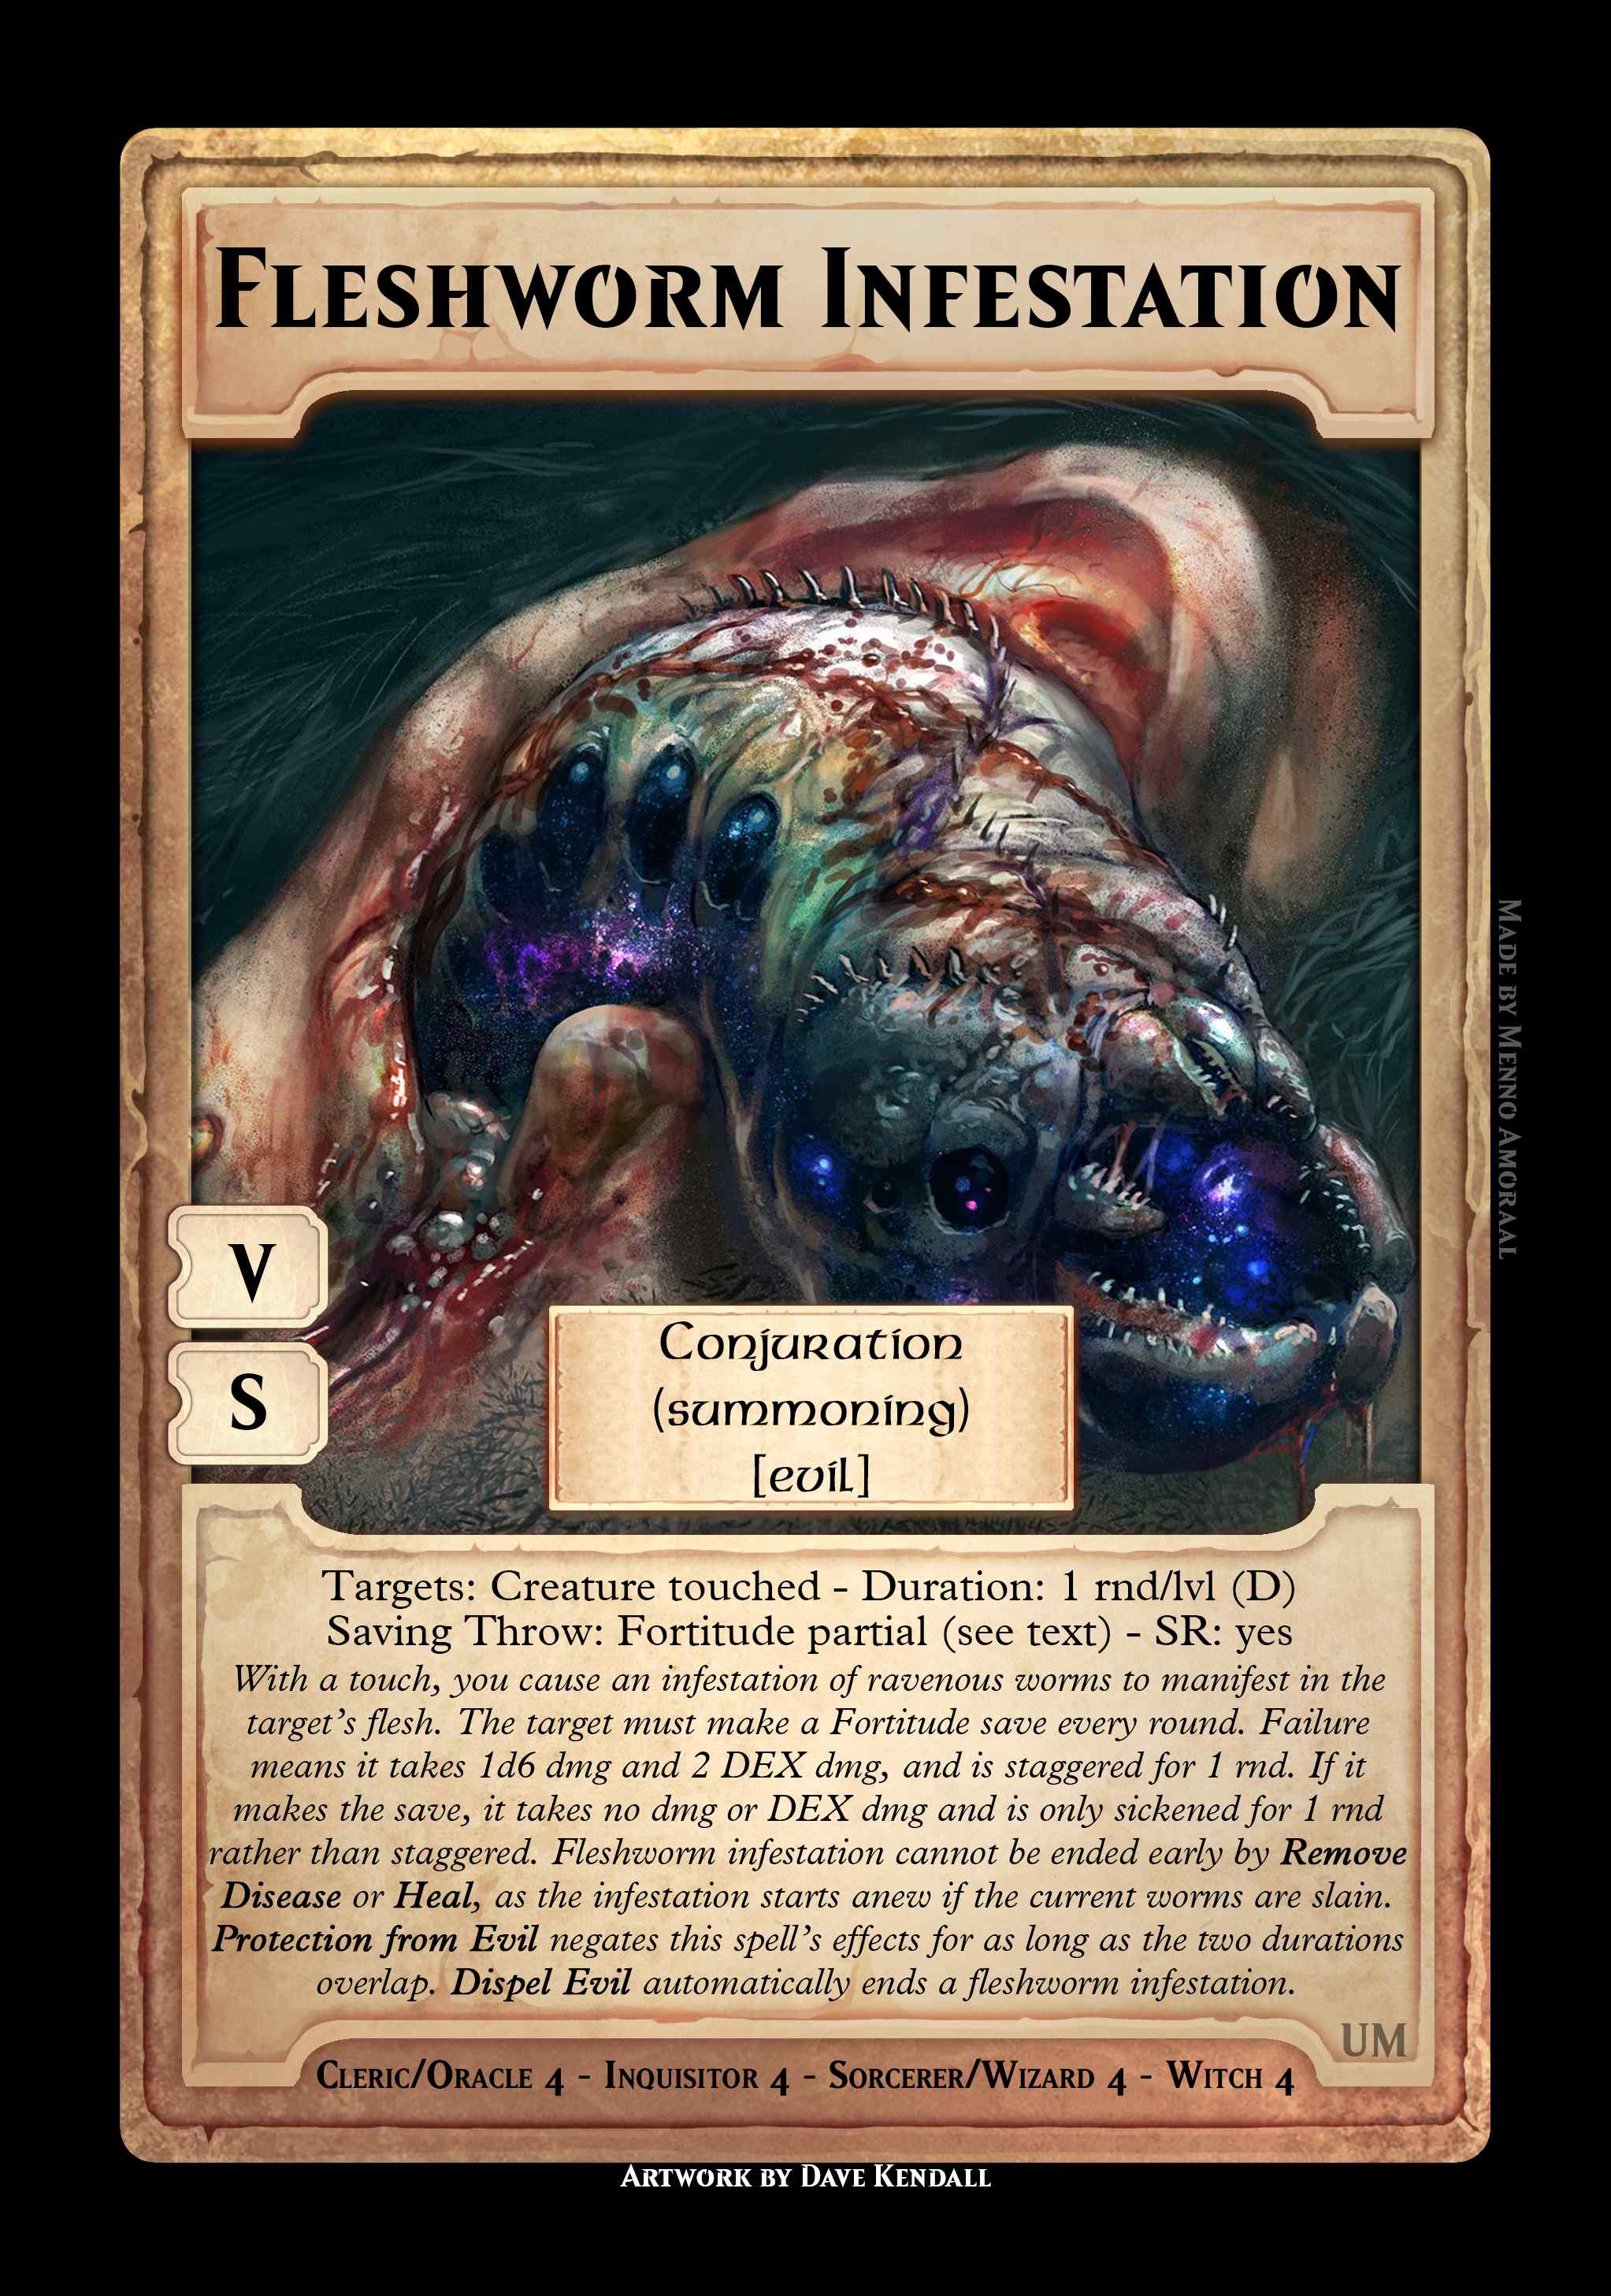 Fleshworm Infestation
V
S
Conjuration
(summoning)
[evil]
Targets: Creature touched - Duration: 1 rnd/lvl (D)
Saving Throw: Fortitude partial (see text) - SR: yes
With a touch, you cause an infestation of ravenous worms to manifest in the
target's flesh. The target must make a Fortitude save every round. Failure
means it takes 1d6 dmg and 2 DEX dmg, and is staggered for 1 rnd. If it
makes the save, it takes no dmg or DEX dmg and is only sickened for 1 rnd
rather than staggered. Fleshworm infestation cannot be ended early by Remove
Disease or Heal, as the infestation starts anew if the current worms are slain.
Protection from Evil negates this spell's effects for as long as the two durations
overlap. Dispel Evil automatically ends a fleshworm infestation.
UM
Cleric/Oracle 4 - Inquisitor 4 - Sorcerer/Wizard 4 - Witch 4
Artwork by Dave Kendall
Made by Menno Amoraal